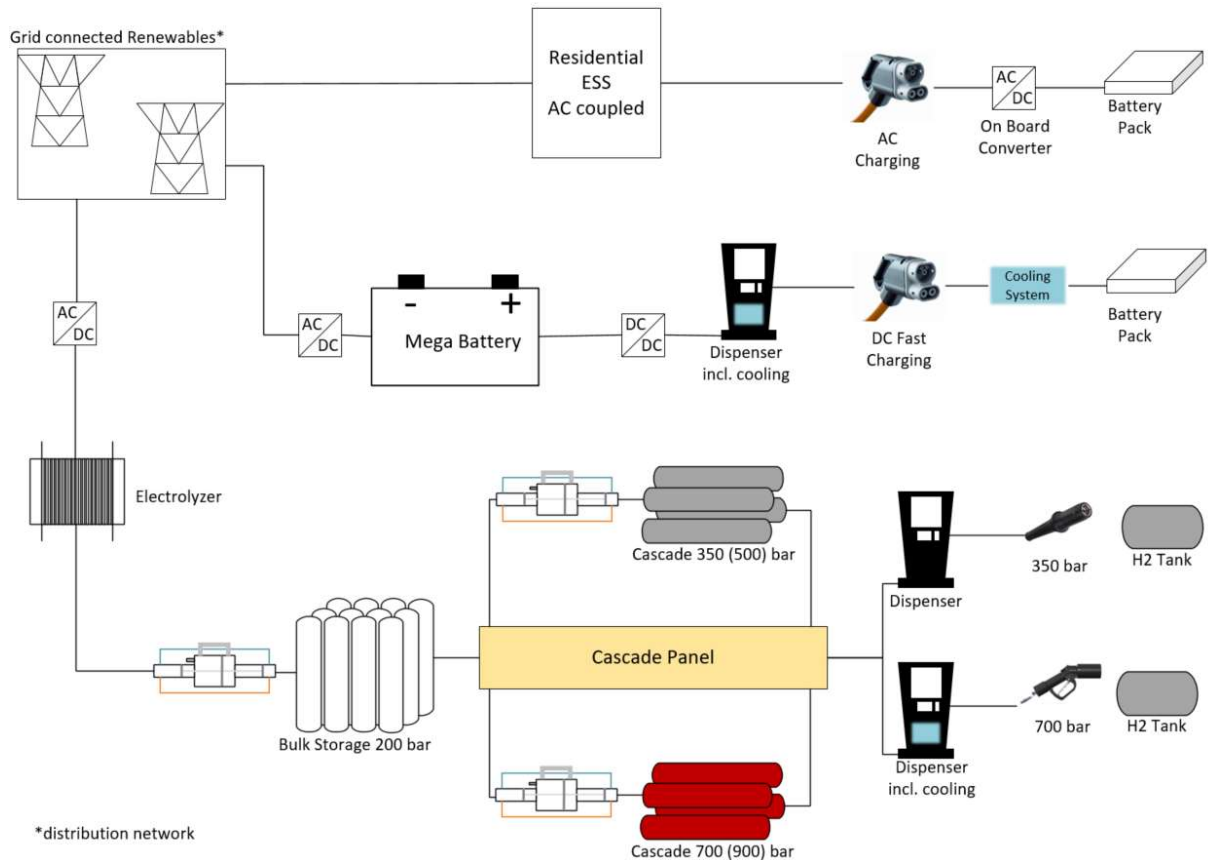 Grid connected Renewables*
Residential
ESS
AC coupled
AC
Charging
AC
DC
On Board
Converter
Battery
Pack
AC
DC
AC
DC
-
+
Mega Battery
DC
DC
Dispenser
incl. cooling
DC Fast
Charging
Cooling
System
Battery
Pack
Electrolyzer
Bulk Storage 200 bar
Cascade 350 (500) bar
Cascade Panel
Cascade 700 (900) bar
Dispenser
350 bar
H2 Tank
Dispenser
incl. cooling
700 bar
H2 Tank
*distribution network